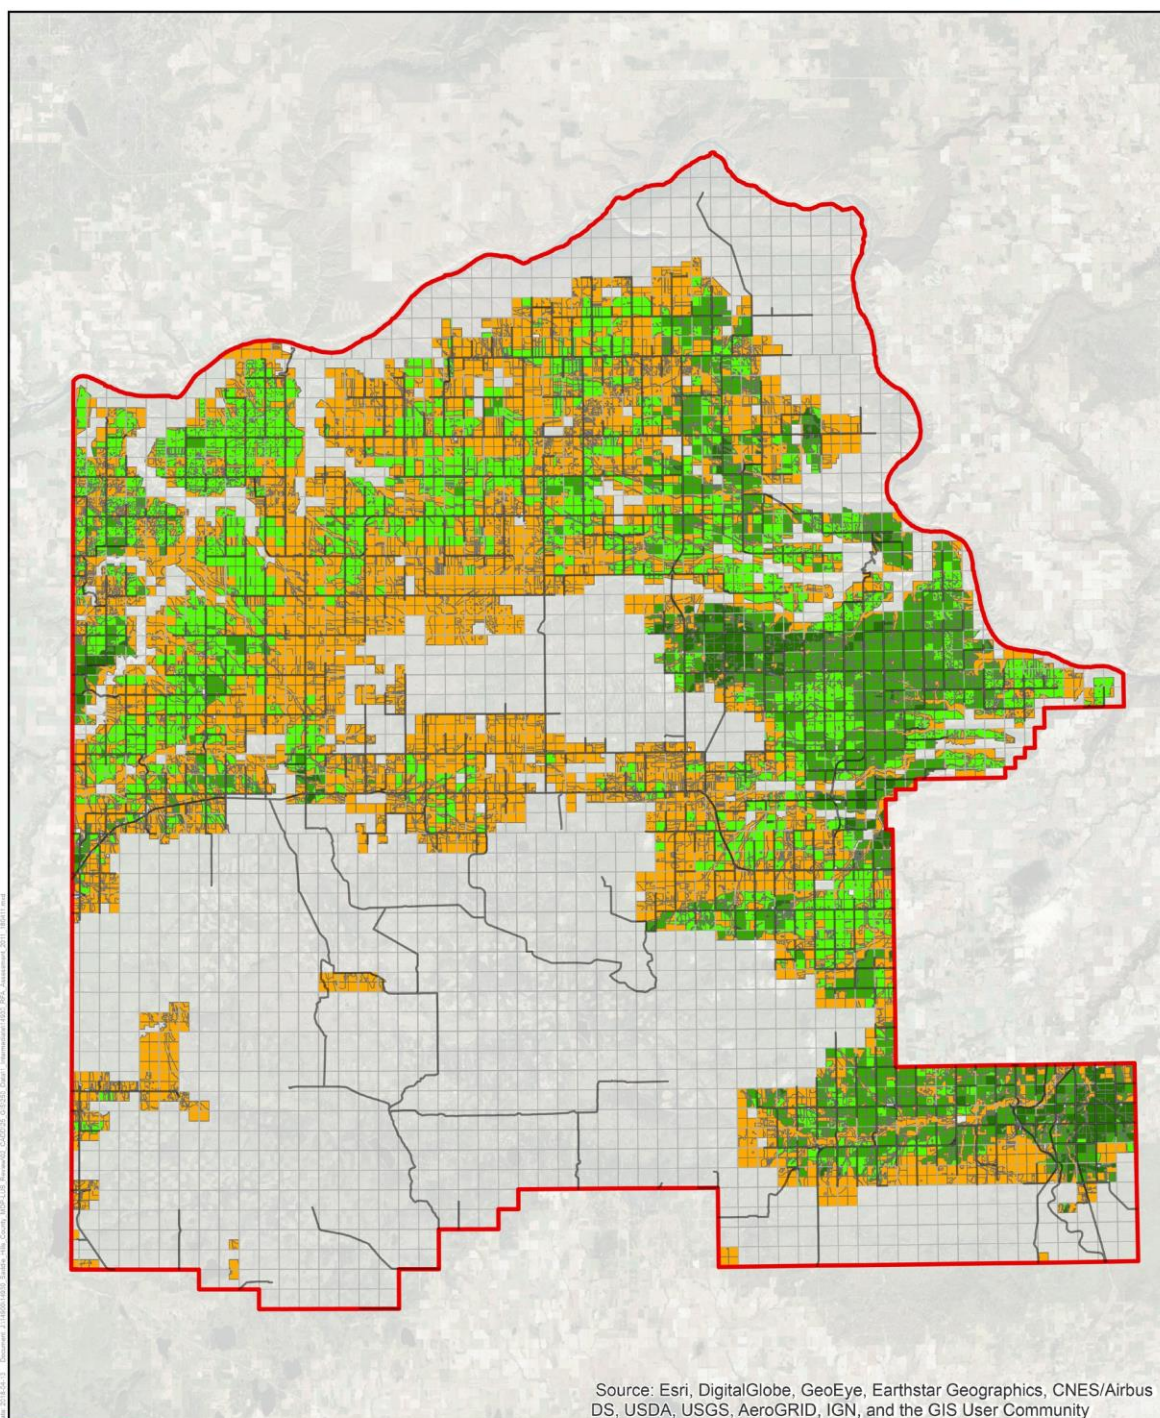 Source: Esri, DigitalGlobe, GeoEye, Earthstar Geographics, CNES/Airbus
DS, USDA, USGS, AeroGRID, IGN, and the GIS User Community